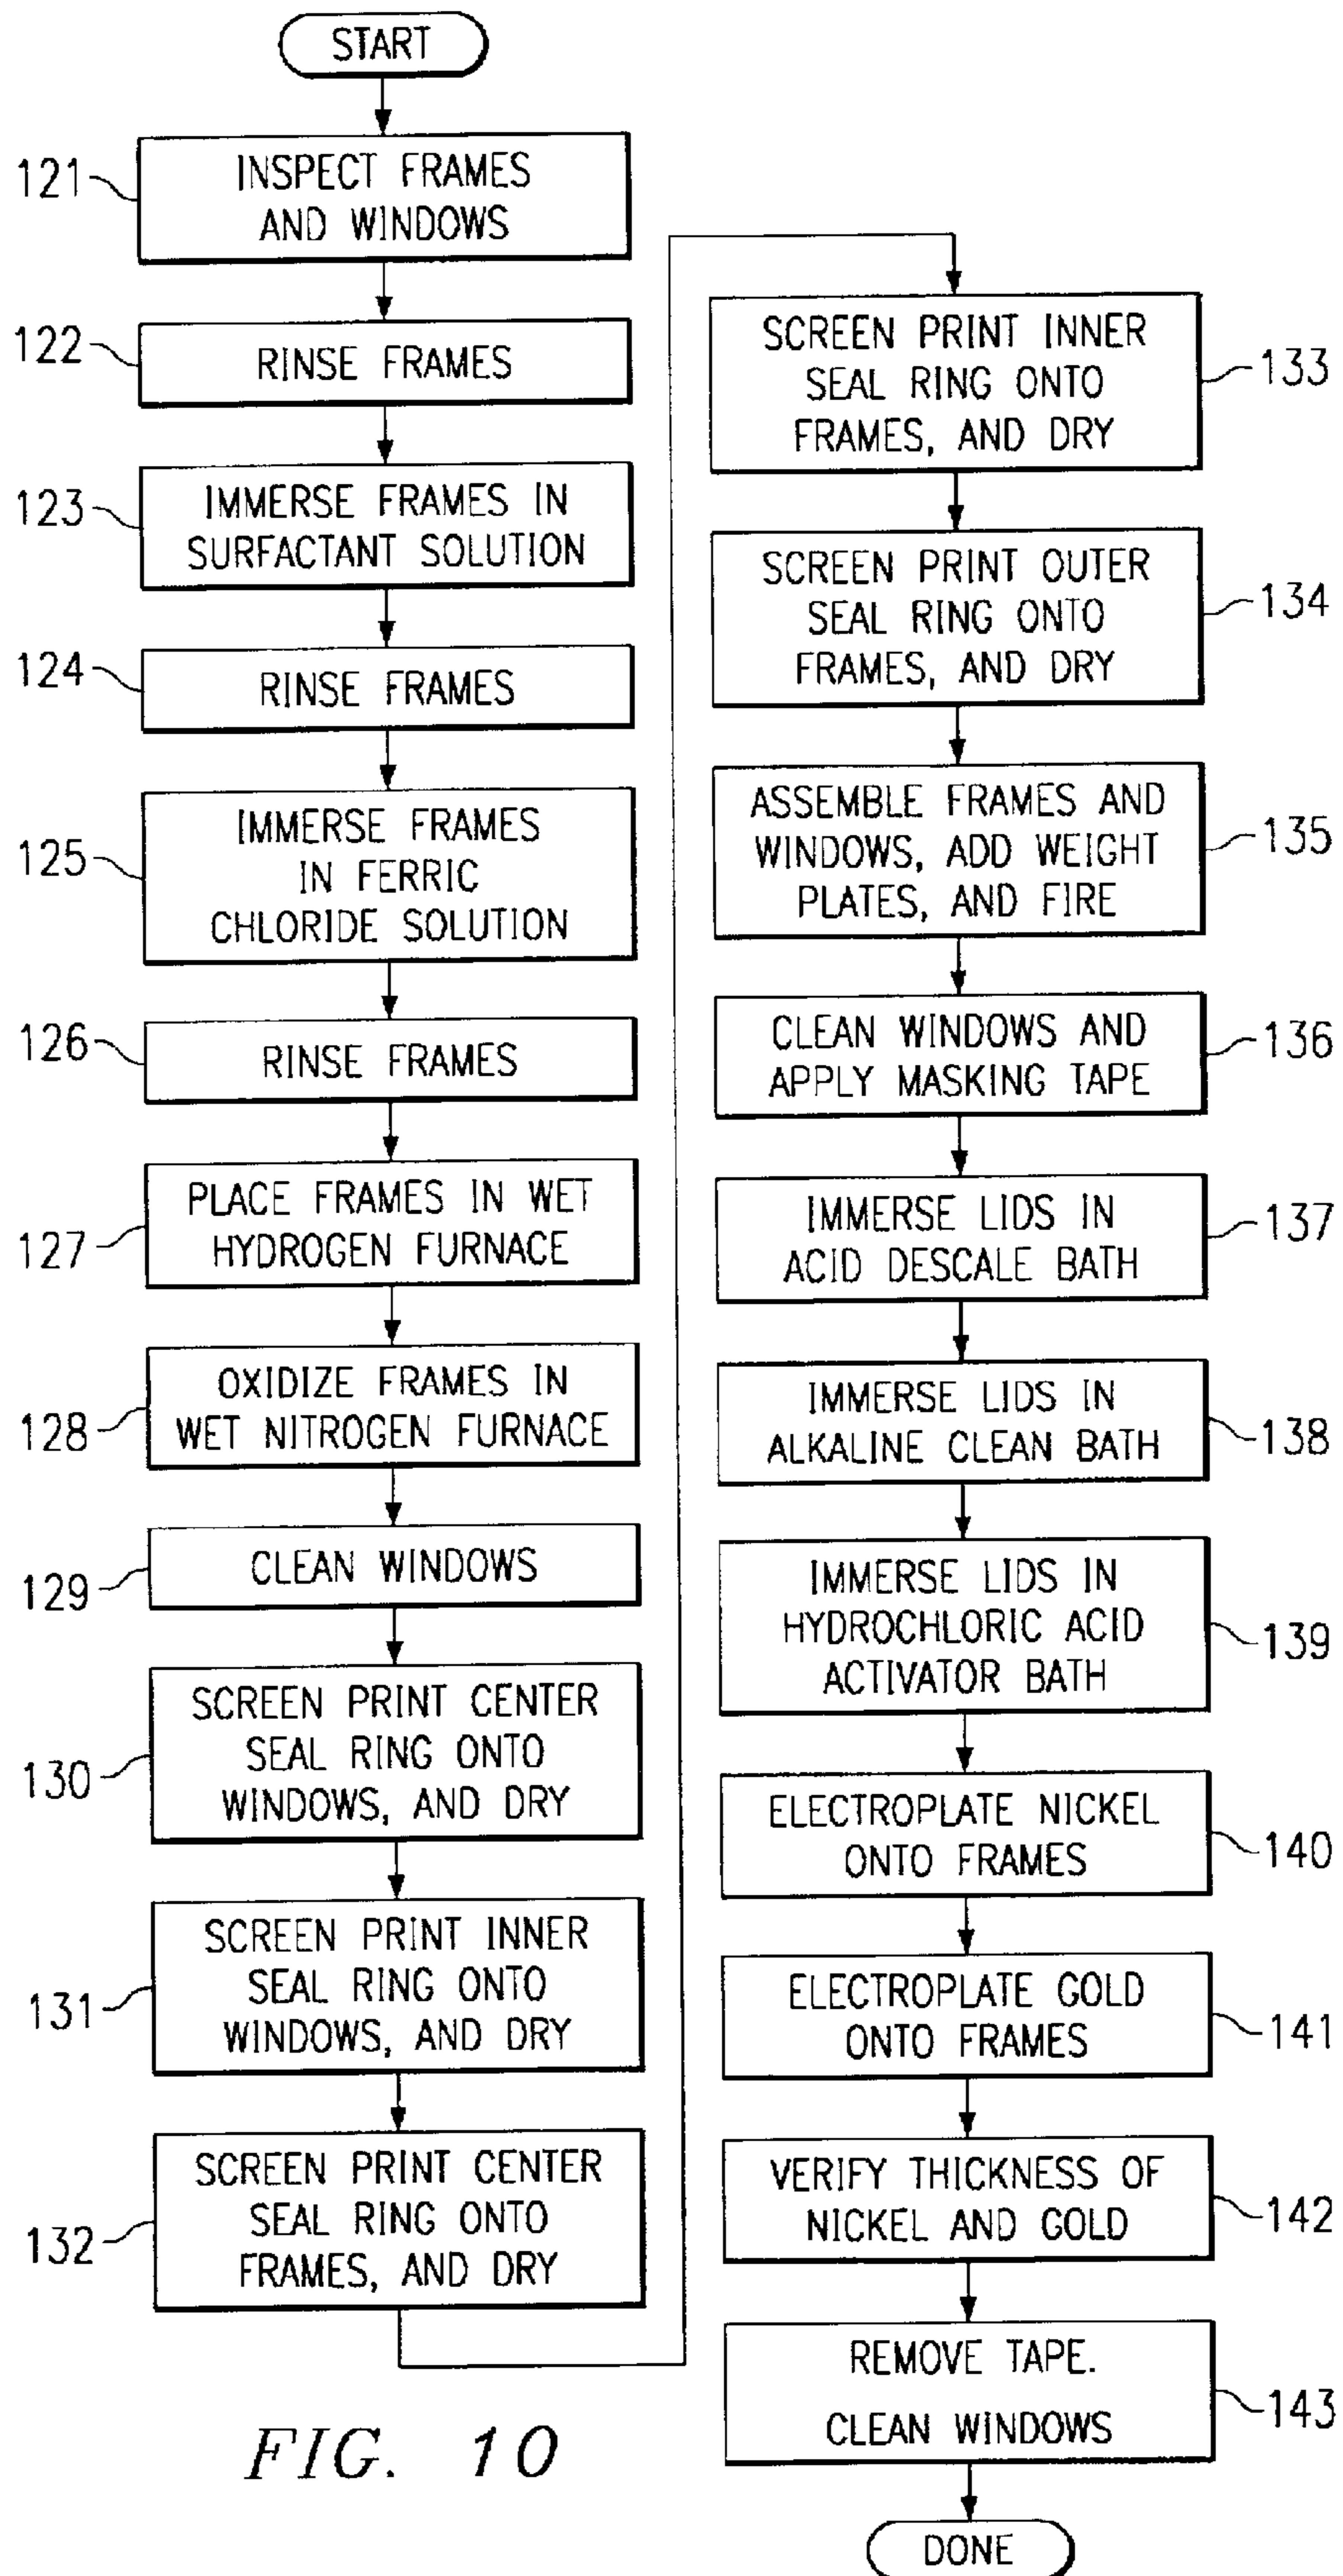 START
121
INSPECT FRAMES
AND WINDOWS
122
RINSE FRAMES
123
IMMERSE FRAMES IN
SURFACTANT SOLUTION
124
RINSE FRAMES
125
IMMERSE FRAMES
IN FERRIC
CHLORIDE SOLUTION
126
RINSE FRAMES
127
PLACE FRAMES IN WET
HYDROGEN FURNACE
128
OXIDIZE FRAMES IN
WET NITROGEN FURNACE
129
CLEAN WINDOWS
130
SCREEN PRINT CENTER
SEAL RING ONTO
WINDOWS, AND DRY
131
SCREEN PRINT INNER
SEAL RING ONTO
WINDOWS, AND DRY
132
SCREEN PRINT CENTER
SEAL RING ONTO
FRAMES, AND DRY
SCREEN PRINT INNER
SEAL RING ONTO
FRAMES, AND DRY
133
SCREEN PRINT OUTER
SEAL RING ONTO
FRAMES, AND DRY
134
ASSEMBLE FRAMES AND
WINDOWS, ADD WEIGHT
PLATES, AND FIRE
135
CLEAN WINDOWS AND
APPLY MASKING TAPE
136
IMMERSE LIDS IN
ACID DESCALE BATH
137
IMMERSE LIDS IN
ALKALINE CLEAN BATH
138
IMMERSE LIDS IN
HYDROCHLORIC ACID
ACTIVATOR BATH
139
ELECTROPLATE NICKEL
ONTO FRAMES
140
ELECTROPLATE GOLD
ONTO FRAMES
141
VERIFY THICKNESS OF
NICKEL AND GOLD
142
REMOVE TAPE.
CLEAN WINDOWS
143
DONE
FIG. 10